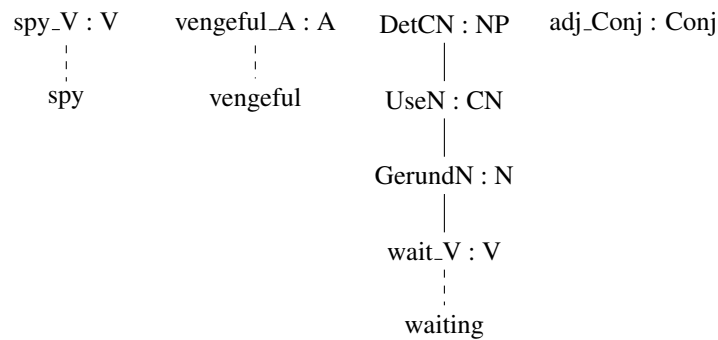 spy_V : V vengeful_A : A DetCN : NP adj_Conj : Conj
spy vengeful UseN : CN
GerundN : N
wait_V : V
waiting